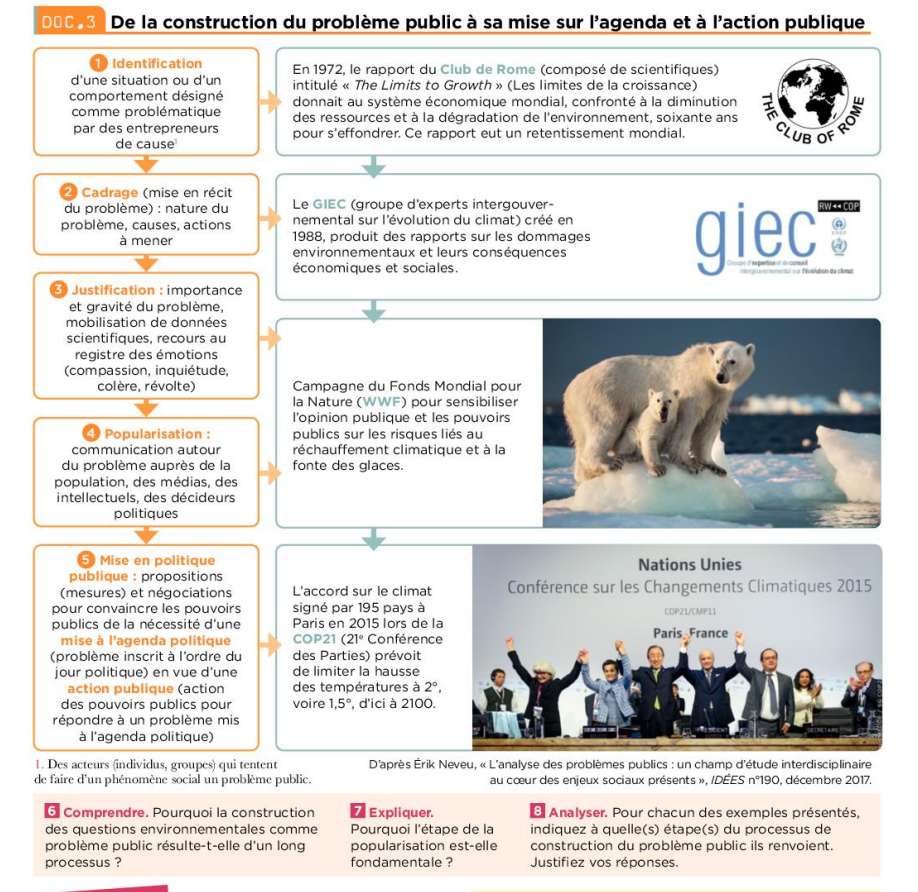 DOC.3 De la construction du problème public à sa mise sur l'agenda et à l'action publique
1 Identification
d'une situation ou d'un
comportement désigné
comme problématique
par des entrepreneurs
de cause¹
En 1972, le rapport du Club de Rome (composé de scientifiques)
intitulé « The Limits to Growth » (Les limites de la croissance)
donnait au système économique mondial, confronté à la diminution
des ressources et à la dégradation de l'environnement, soixante ans
pour s'effondrer. Ce rapport eut un retentissement mondial.
THE CLUB OF ROME
2 Cadrage (mise en récit
du problème) : nature du
problème, causes, actions
à mener
Le GIEC (groupe d'experts intergouver-
nemental sur l'évolution du climat) créé en
1988, produit des rapports sur les dommages
environnementaux et leurs conséquences
économiques et sociales.
giec
Groupe d'expertise et de conseil
intergouvernemental sur l'évolution du climat
3 Justification : importance
et gravité du problème,
mobilisation de données
scientifiques, recours au
registre des émotions
(compassion, inquiétude,
colère, révolte)
4 Popularisation :
communication autour
du problème auprès de la
population, des médias, des
intellectuels, des décideurs
politiques
Campagne du Fonds Mondial pour
la Nature (WWF) pour sensibiliser
l'opinion publique et les pouvoirs
publics sur les risques liés au
réchauffement climatique et à la
fonte des glaces.
5 Mise en politique
publique : propositions
(mesures) et négociations
pour convaincre les pouvoirs
publics de la nécessité d'une
mise à l'agenda politique
(problème inscrit à l'ordre du
jour politique) en vue d'une
action publique (action
des pouvoirs publics pour
répondre à un problème mis
à l'agenda politique)
L'accord sur le climat
signé par 195 pays à
Paris en 2015 lors de la
COP21 (21e Conférence
des Parties) prévoit
de limiter la hausse
des températures à 2°,
voire 1,5°, d'ici à 2100.
Nations Unies
Conférence sur les Changements Climatiques 2015
COP21/CMP11
Paris, France
PRESIDENT
SECRETAIRE
1. Des acteurs (individus, groupes) qui tentent
de faire d'un phénomène social un problème public.
D'après Érik Neveu, « L'analyse des problèmes publics : un champ d'étude interdisciplinaire
au cœur des enjeux sociaux présents », IDÉES n°190, décembre 2017.
6 Comprendre. Pourquoi la construction
des questions environnementales comme
problème public résulte-t-elle d'un long
processus ?
7 Expliquer.
Pourquoi l'étape de la
popularisation est-elle
fondamentale ?
8 Analyser. Pour chacun des exemples présentés,
indiquez à quelle(s) étape(s) du processus de
construction du problème public ils renvoient.
Justifiez vos réponses.